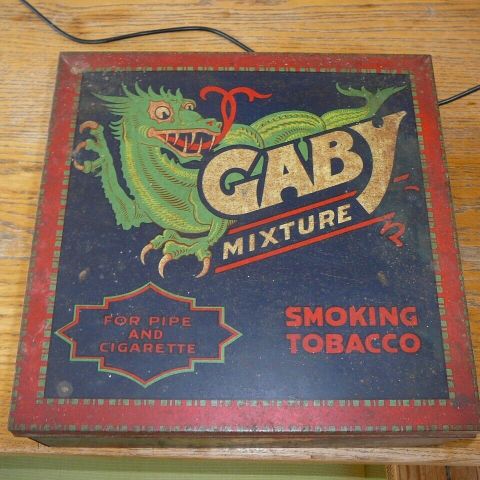 GABY
MIXTURE
FOR PIPE
AND
CIGARETTE
SMOKING
TOBACCO